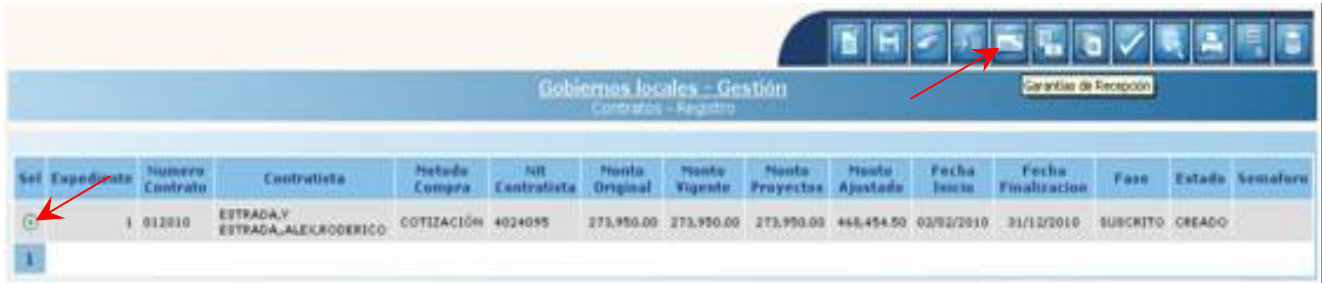 Garantías de Recepción
Gobiernos locales - Gestión
Contratos - Registro
Sel Expediente Numero Contrato Contratista Metodo Compra Nit Contratista Monto Original Monto Vigente Monto Proyectos Monto Ajustado Fecha Inicio Fecha Finalizacion Fase Estado Semaforo
1 012010 ESTRADA,Y ESTRADA,,ALEX,RODERICO COTIZACIÓN 4024095 273,950.00 273,950.00 273,950.00 468,454.50 02/02/2010 31/12/2010 SUSCRITO CREADO
1